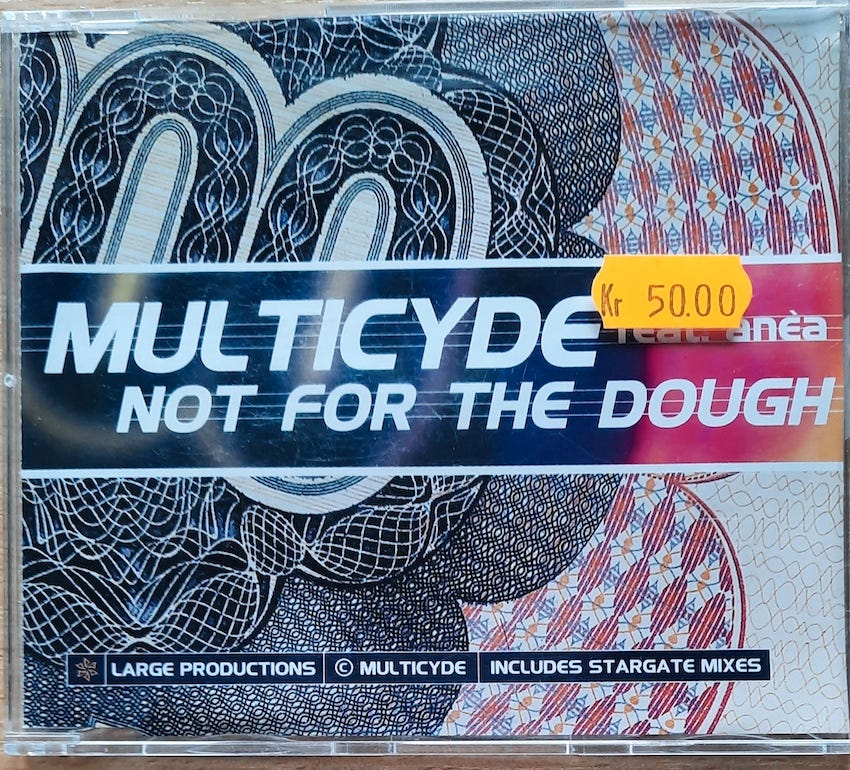 Kr 50.00
MULTICYDE feat. anèa
NOT FOR THE DOUGH
LARGE PRODUCTIONS © MULTICYDE INCLUDES STARGATE MIXES